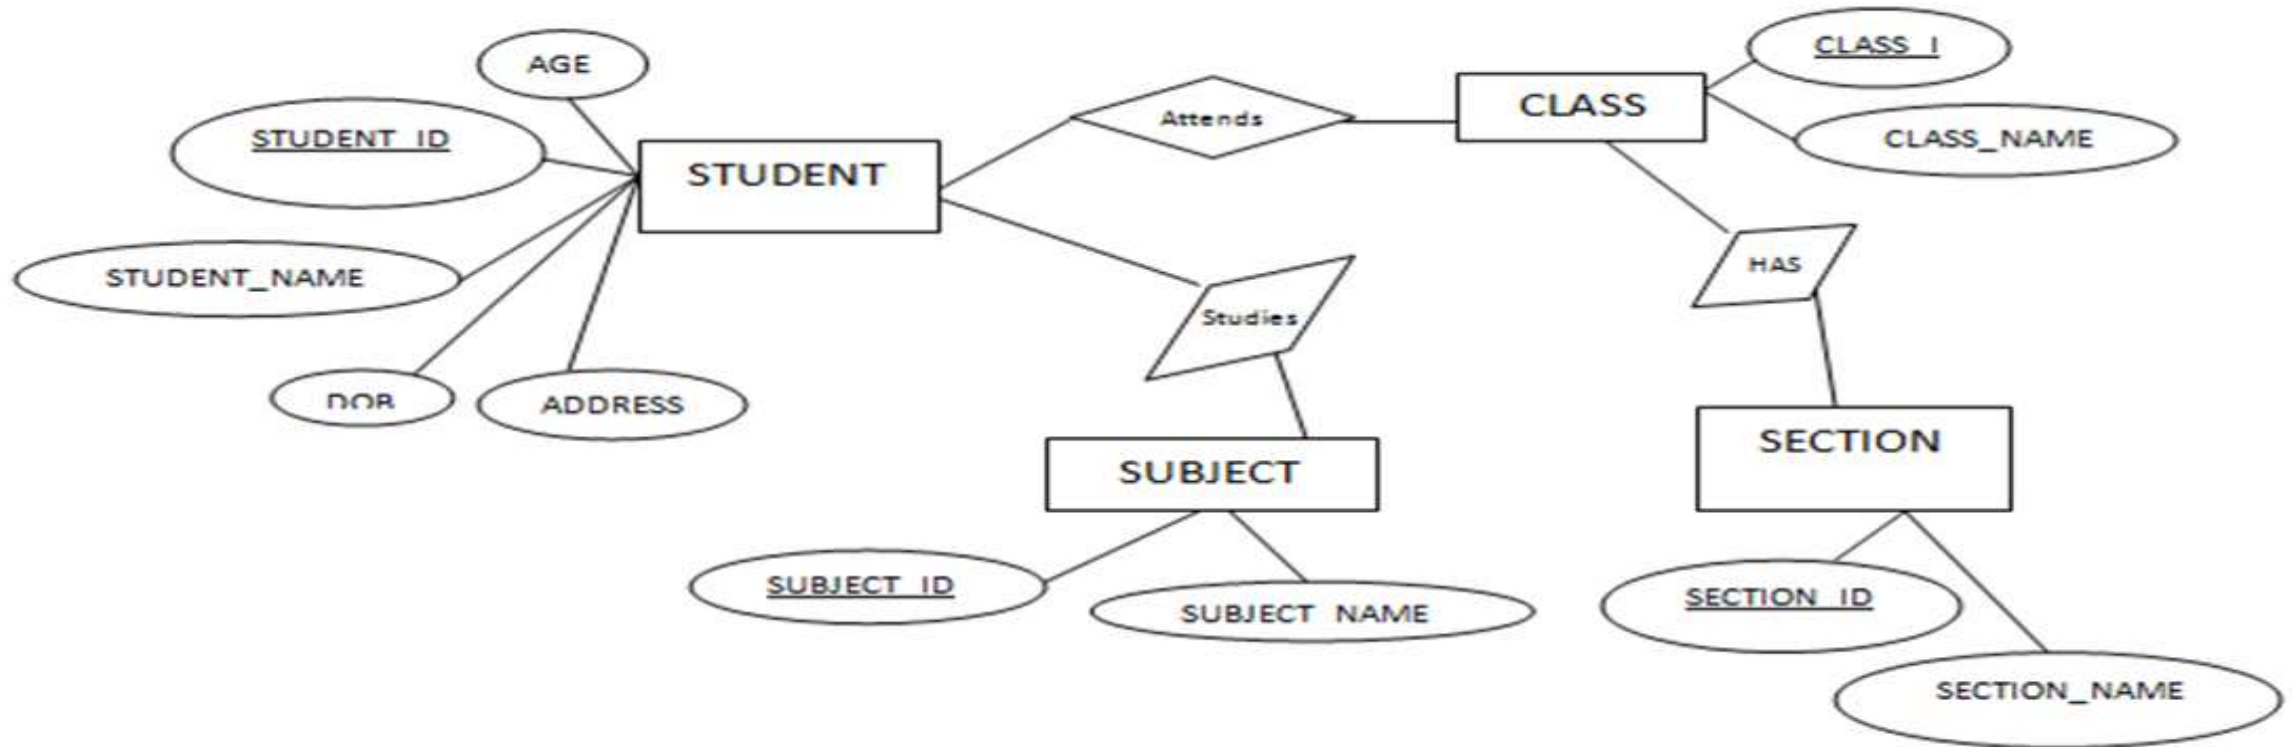 CLASS_I
AGE
CLASS
Attends
STUDENT_ID
CLASS_NAME
STUDENT
HAS
STUDENT_NAME
Studies
DOB
ADDRESS
SECTION
SUBJECT
SUBJECT_ID
SECTION_ID
SUBJECT_NAME
SECTION_NAME